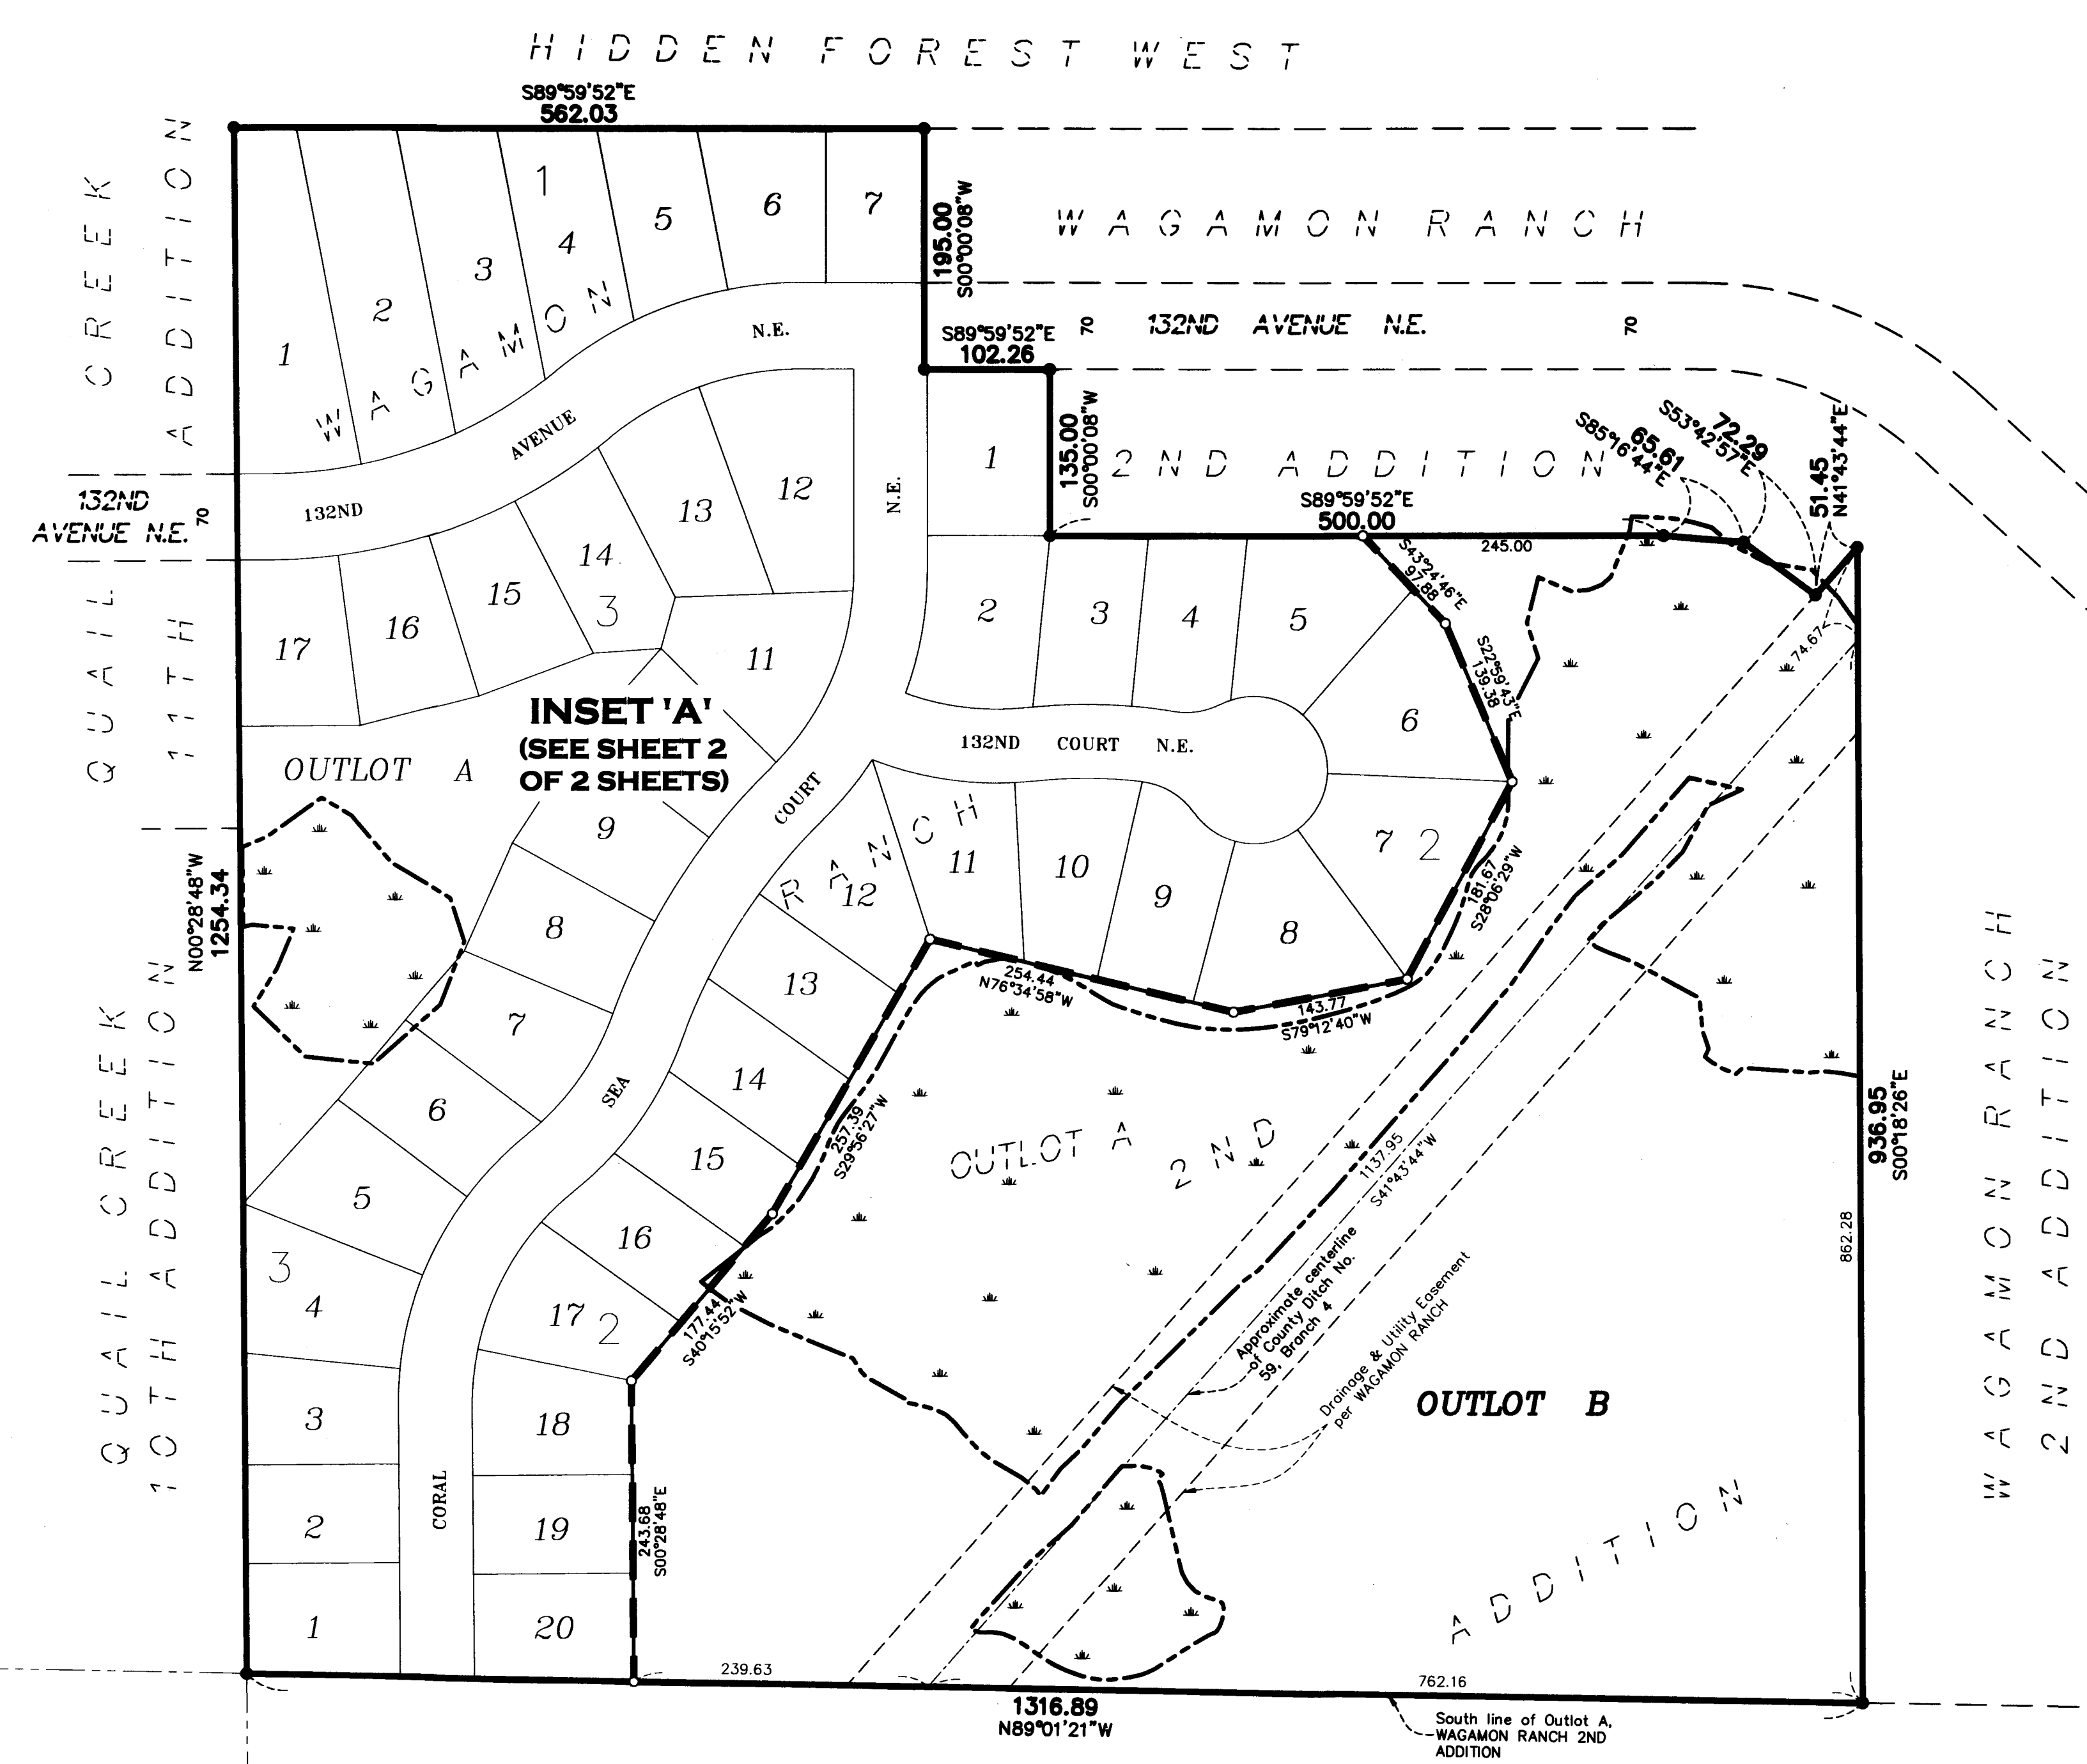 HIDDEN FOREST WEST
S89°59'52"E
562.03
QUAIL CREEK
11TH ADDITION
1
2
3
1
4
5
6
7
WAGAMON
N.E.
AVENUE
132ND
195.00
S00°00'08"W
WAGAMON RANCH
70
132ND AVENUE N.E.
70
S89°59'52"E
102.26
135.00
S00°00'08"W
2ND ADDITION
S89°59'52"E
500.00
245.00
65.61
S85°16'44"E
72.29
S53°42'57"E
51.45
N41°43'44"E
132ND
AVENUE N.E.
70
17
16
15
14
3
13
12
11
N.E.
1
2
3
4
5
6
7
2
8
9
10
11
12
S43°24'46"E
97.88
S22°59'43"E
139.38
181.67
S28°06'29"W
74.67
INSET 'A'
(SEE SHEET 2
OF 2 SHEETS)
OUTLOT A
132ND COURT N.E.
COURT
RANCH
9
8
7
6
5
3
4
3
2
1
N00°28'48"W
1254.34
QUAIL CREEK
10TH ADDITION
13
14
15
16
17
2
18
19
20
SEA
CORAL
254.44
N76°34'58"W
143.77
S79°12'40"W
257.39
S29°56'27"W
177.44
S40°15'52"W
243.68
S00°28'48"E
OUTLOT A
2ND
1137.95
S41°43'44"W
Approximate centerline
of County Ditch No.
59, Branch 4
Drainage & Utility Easement
per WAGAMON RANCH
OUTLOT B
ADDITION
862.28
936.95
S00°18'26"E
WAGAMON RANCH
2ND ADDITION
239.63
762.16
1316.89
N89°01'21"W
South line of Outlot A,
WAGAMON RANCH 2ND
ADDITION